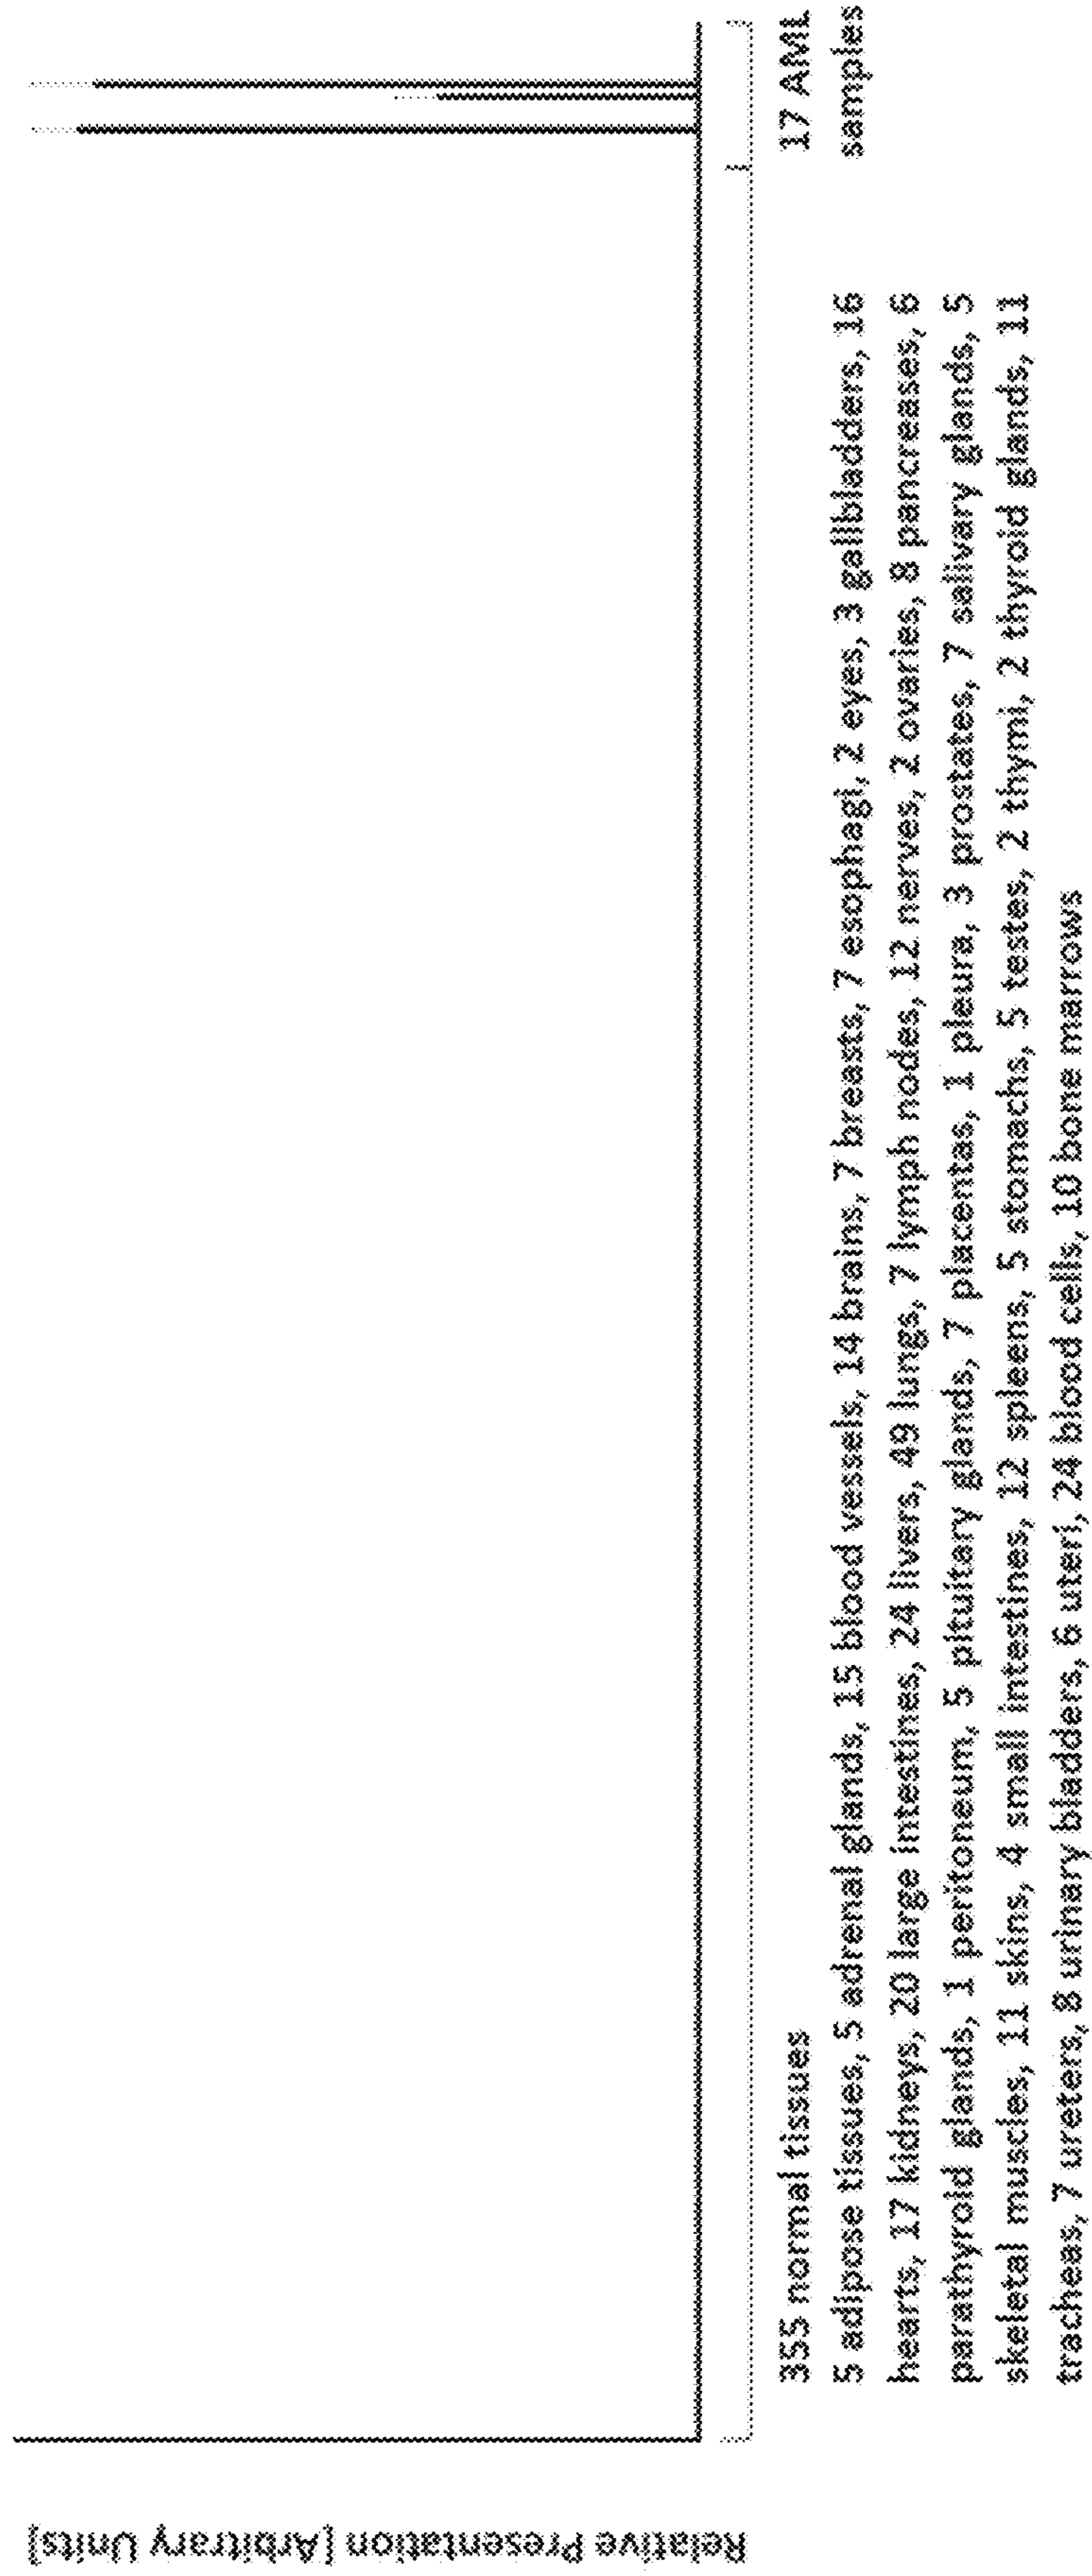 Relative Presentation [Arbitrary Units]
355 normal tissues
5 adipose tissues, 5 adrenal glands, 15 blood vessels, 14 brains, 7 breasts, 7 esophagi, 2 eyes, 3 gallbladders, 16
hearts, 17 kidneys, 20 large intestines, 24 livers, 49 lungs, 7 lymph nodes, 12 nerves, 2 ovaries, 8 pancreases, 6
parathyroid glands, 1 peritoneum, 5 pituitary glands, 7 placentas, 1 pleura, 3 prostates, 7 salivary glands, 5
skeletal muscles, 11 skins, 4 small intestines, 12 spleens, 5 stomachs, 5 testes, 2 thymi, 2 thyroid glands, 11
tracheas, 7 ureters, 8 urinary bladders, 6 uteri, 24 blood cells, 10 bone marrows
17 AML
samples